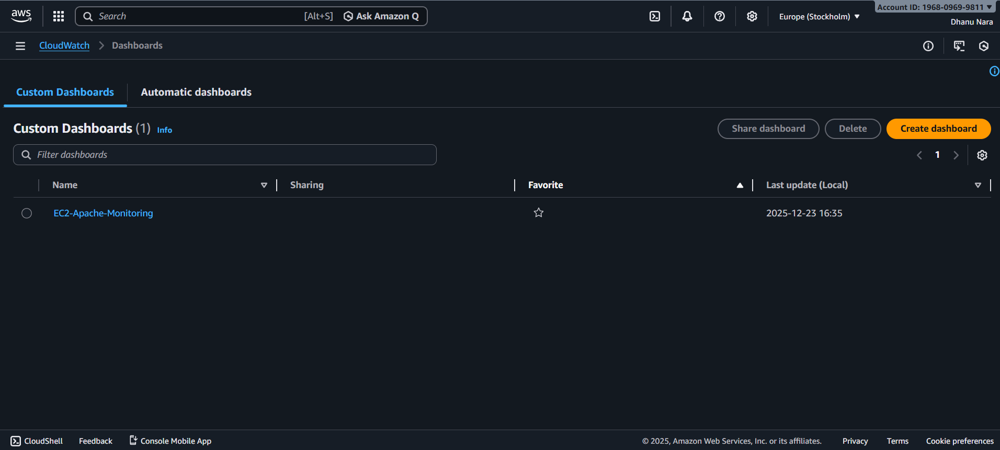 aws
Search [Alt+S] Ask Amazon Q
Europe (Stockholm)
Account ID: 1968-0969-9811
Dhanu Nara
CloudWatch Dashboards
Custom Dashboards Automatic dashboards
Custom Dashboards (1) Info
Share dashboard Delete Create dashboard
Filter dashboards
1
Name Sharing Favorite Last update (Local)
EC2-Apache-Monitoring 2025-12-23 16:35
CloudShell Feedback Console Mobile App © 2025, Amazon Web Services, Inc. or its affiliates. Privacy Terms Cookie preferences